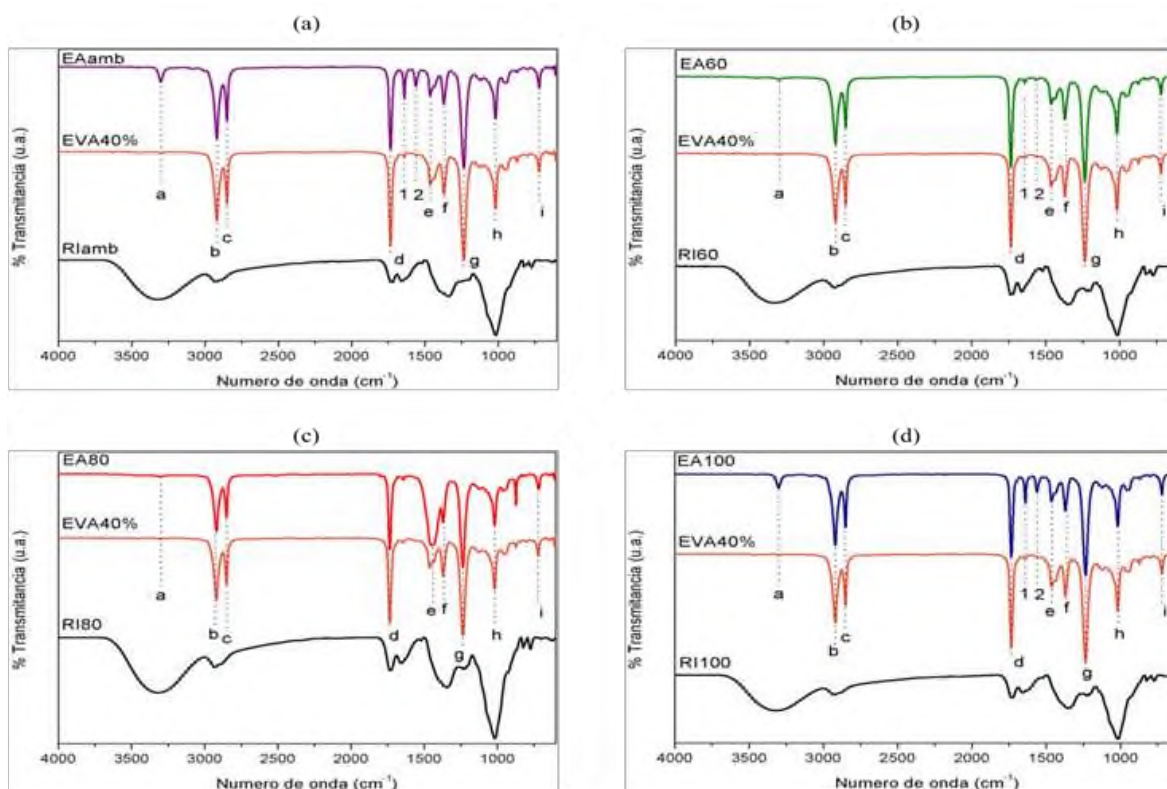 (a)
EAamb
EVA40%
RIamb
a
b
c
d
1
2
e
f
g
h
i
% Transmitancia (u.a.)
4000 3500 3000 2500 2000 1500 1000
Numero de onda (cm⁻¹)
(b)
EA60
EVA40%
RI60
a
b
c
d
1
2
e
f
g
h
i
% Transmitancia (u.a.)
4000 3500 3000 2500 2000 1500 1000
Numero de onda (cm⁻¹)
(c)
EA80
EVA40%
RI80
a
b
c
d
e
f
g
h
i
% Transmitancia (u.a.)
4000 3500 3000 2500 2000 1500 1000
Numero de onda (cm⁻¹)
(d)
EA100
EVA40%
RI100
a
b
c
d
1
2
e
f
g
h
i
% Transmitancia (u.a.)
4000 3500 3000 2500 2000 1500 1000
Numero de onda (cm⁻¹)